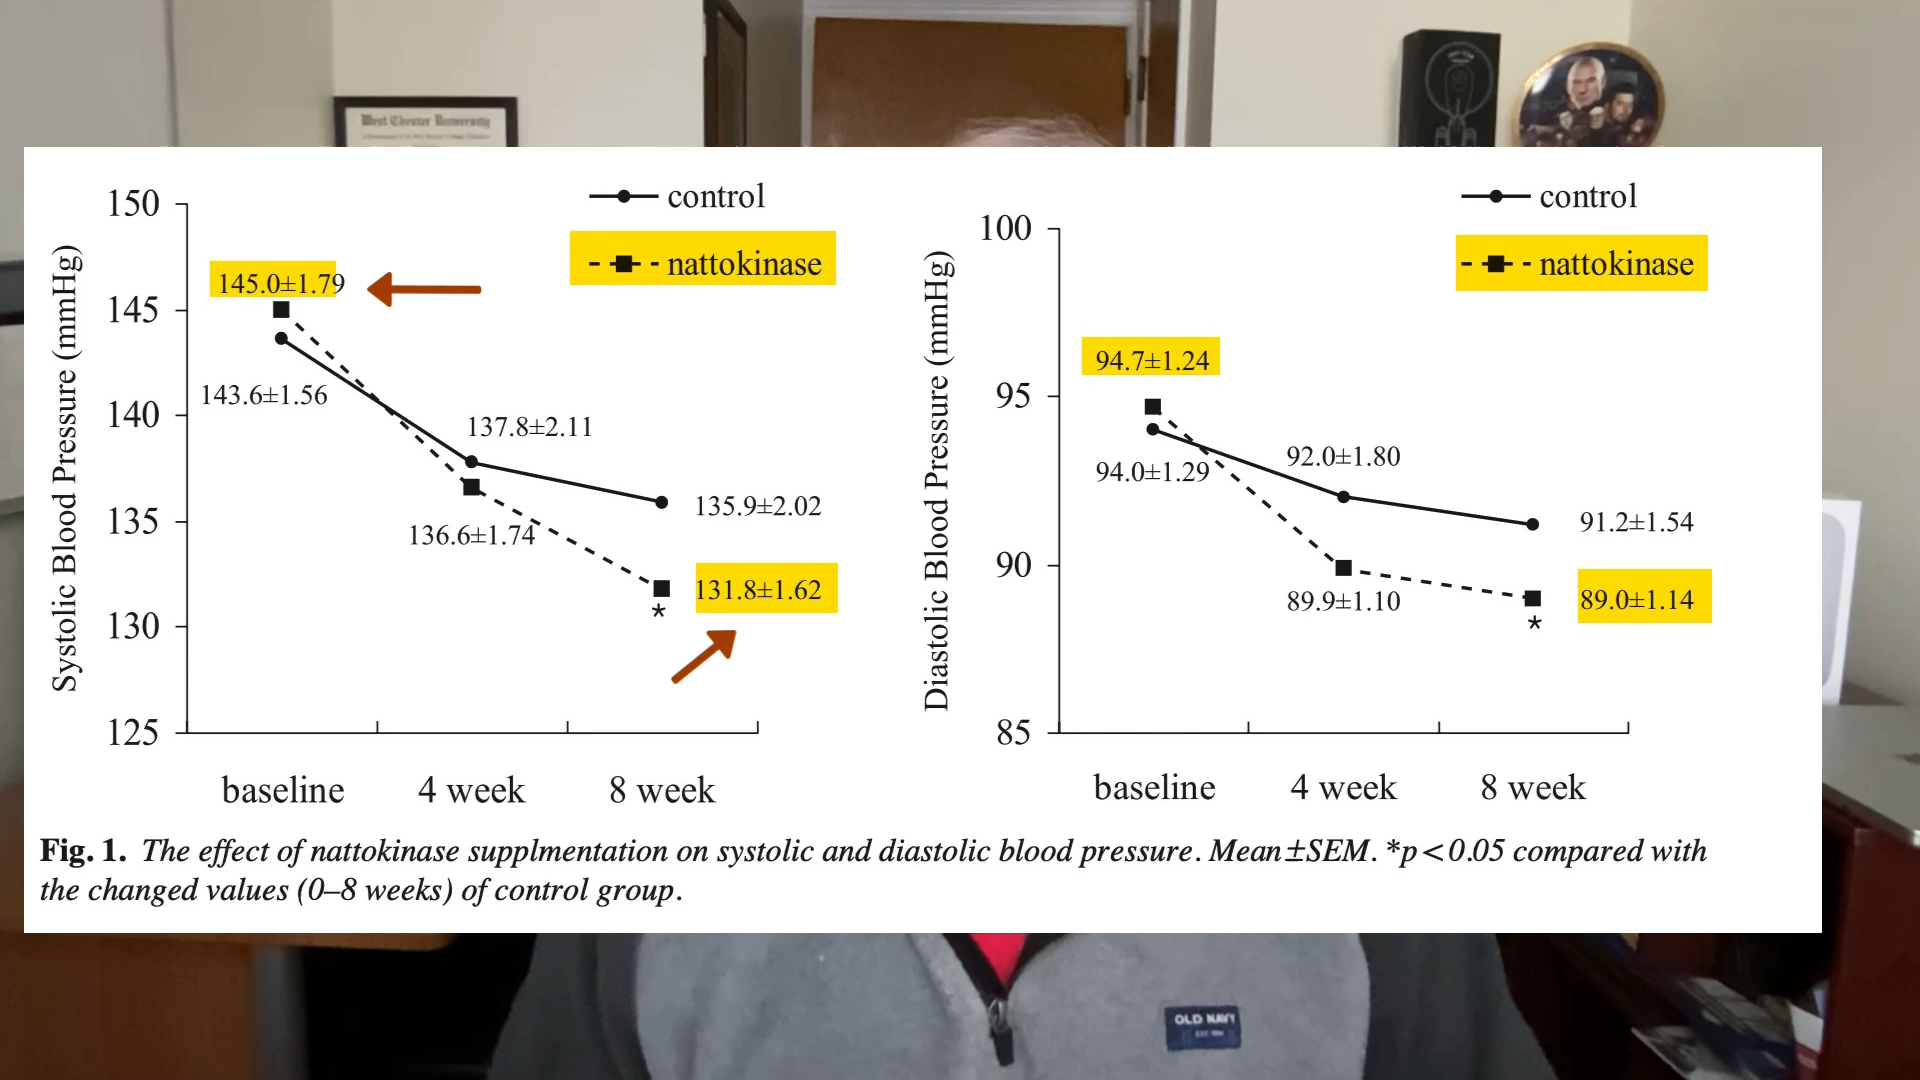 West Chester University
150
145
140
135
130
125
Systolic Blood Pressure (mmHg)
control
nattokinase
145.0±1.79
143.6±1.56
137.8±2.11
136.6±1.74
135.9±2.02
131.8±1.62
*
baseline 4 week 8 week
100
95
90
85
Diastolic Blood Pressure (mmHg)
control
nattokinase
94.7±1.24
94.0±1.29
92.0±1.80
89.9±1.10
91.2±1.54
89.0±1.14
*
baseline 4 week 8 week
Fig. 1. The effect of nattokinase supplmentation on systolic and diastolic blood pressure. Mean±SEM. *p<0.05 compared with
the changed values (0–8 weeks) of control group.
OLD NAVY